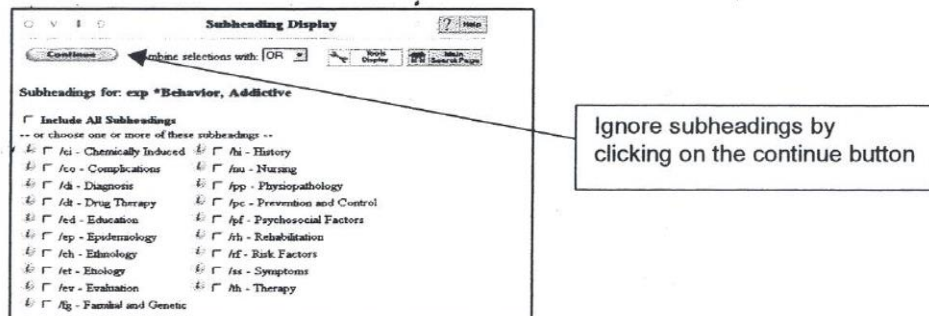 O V I D
Subheading Display
? Help
Continue
mbine selections with: OR
Tools Display
Main Search Page
Subheadings for: exp *Behavior, Addictive
Include All Subheadings
-- or choose one or more of these subheadings --
/ci - Chemically Induced /hi - History
/co - Complications /nu - Nursing
/di - Diagnosis /pp - Physiopathology
/dt - Drug Therapy /pc - Prevention and Control
/ed - Education /pf - Psychosocial Factors
/ep - Epidemiology /rh - Rehabilitation
/eh - Ethnology /rf - Risk Factors
/et - Etiology /ss - Symptoms
/ev - Evaluation /th - Therapy
/fg - Familial and Genetic
Ignore subheadings by
clicking on the continue button